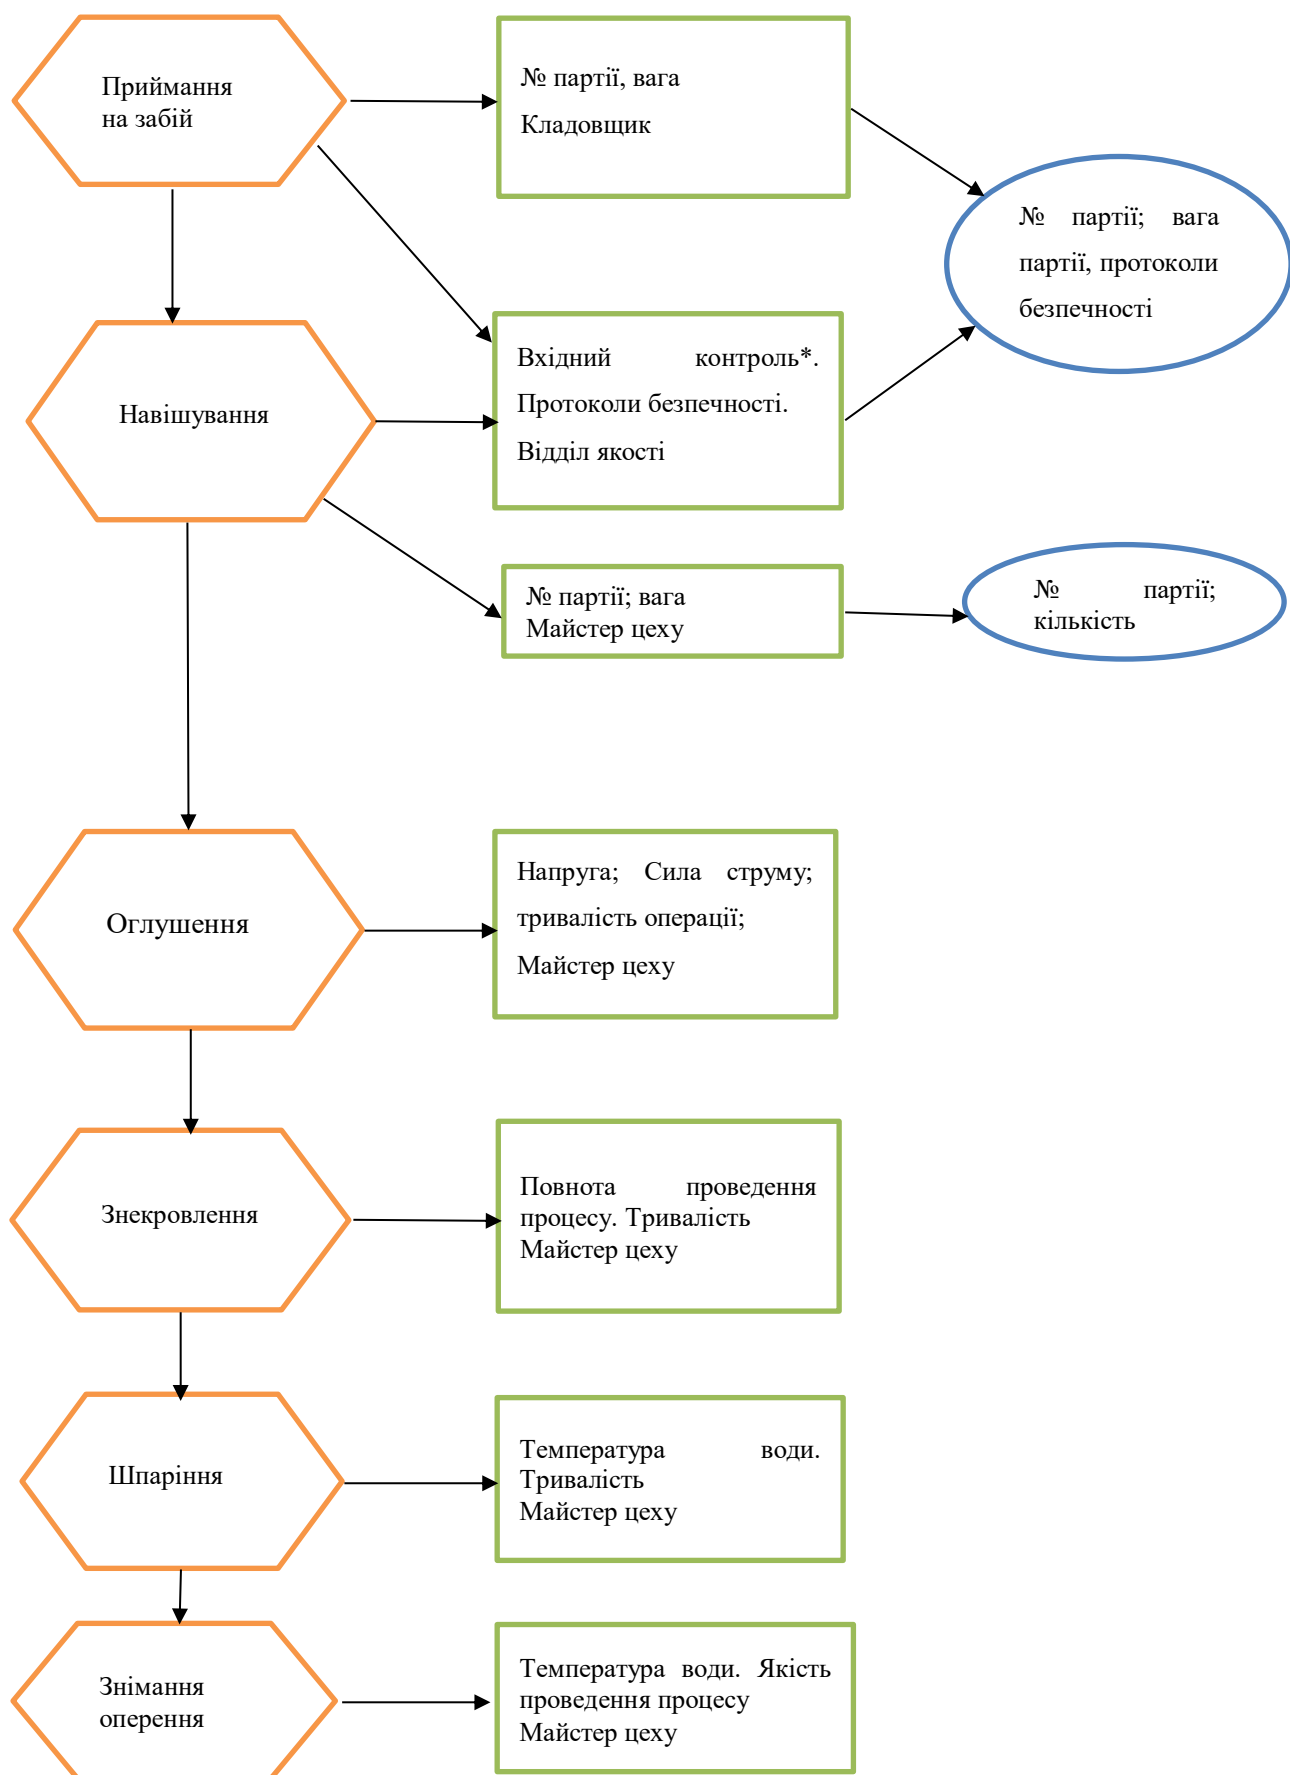 Приймання
на забій
№ партії, вага
Кладовщик
№ партії; вага
партії, протоколи
безпечності
Навішування
Вхідний контроль*.
Протоколи безпечності.
Відділ якості
№ партії; вага
Майстер цеху
№ партії;
кількість
Оглушення
Напруга; Сила струму;
тривалість операції;
Майстер цеху
Знекровлення
Повнота проведення
процесу. Тривалість
Майстер цеху
Шпаріння
Температура води.
Тривалість
Майстер цеху
Знімання
оперення
Температура води. Якість
проведення процесу
Майстер цеху